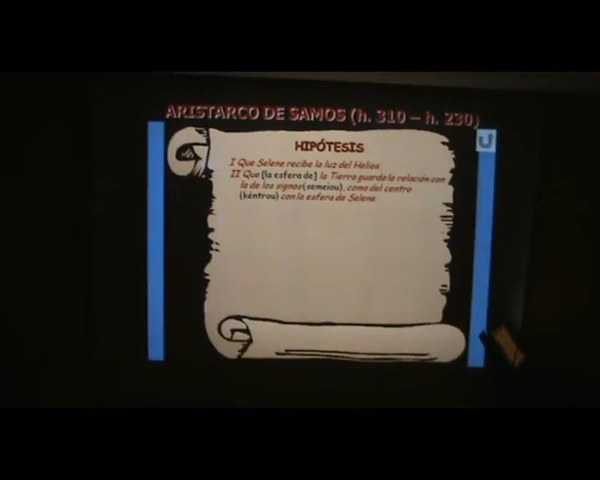 ARISTARCO DE SAMOS (h. 310 – h. 230)
HIPÓTESIS
I Que Selene recibe la luz del Helios.
II Que [la esfera de] la Tierra guarda la relación con
la de los signos (semeiou), como del centro
(kéntrou) con la esfera de Selene